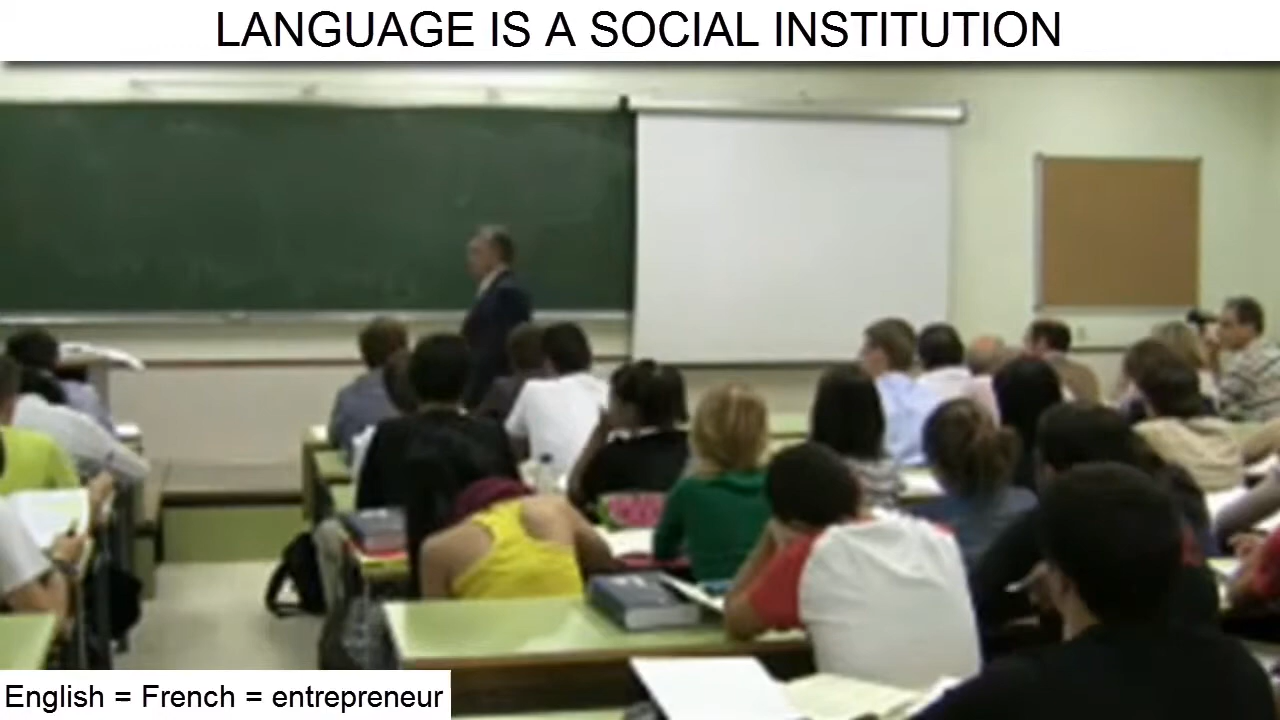 LANGUAGE IS A SOCIAL INSTITUTION
English = French = entrepreneur